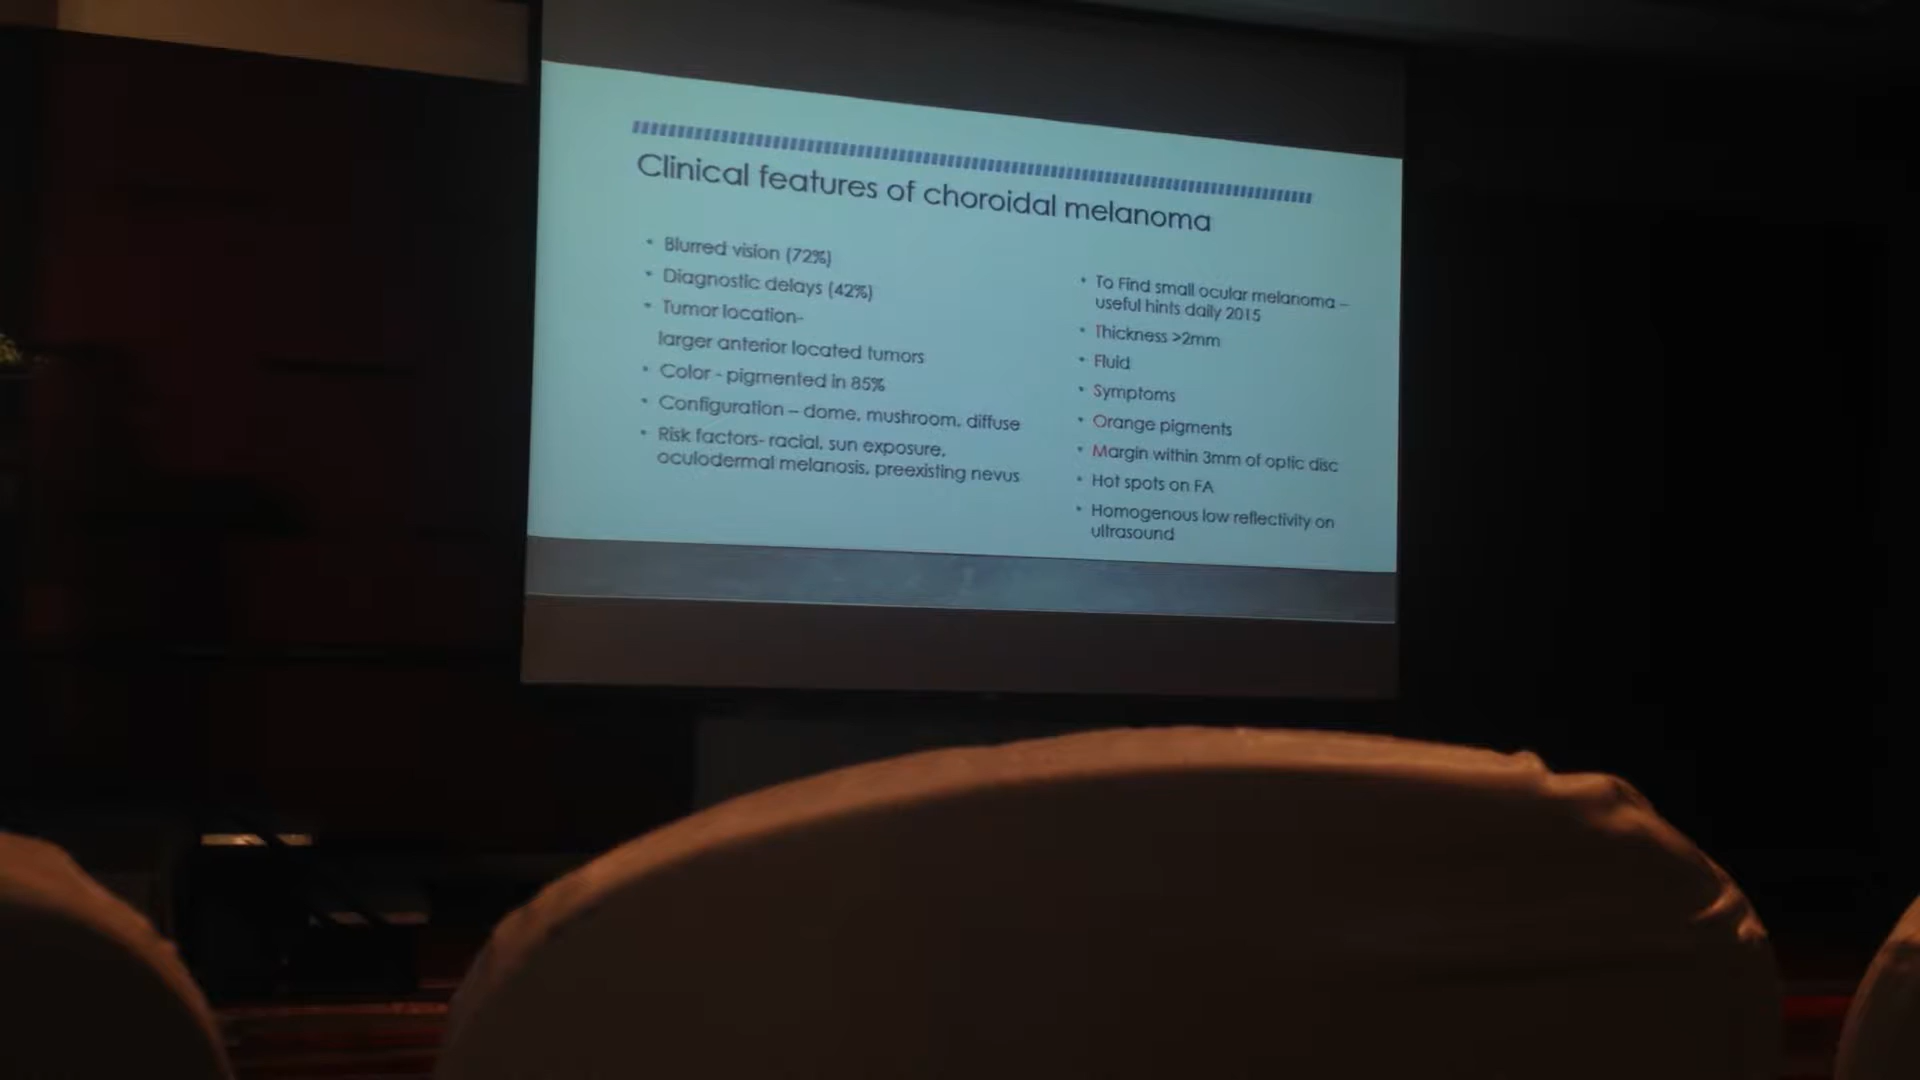 Clinical features of choroidal melanoma
• Blurred vision (72%)
• Diagnostic delays (42%)
• Tumor location-
larger anterior located tumors
• Color - pigmented in 85%
• Configuration – dome, mushroom, diffuse
• Risk factors- racial, sun exposure,
oculodermal melanosis, preexisting nevus
• To Find small ocular melanoma –
useful hints daily 2015
• Thickness >2mm
• Fluid
• Symptoms
• Orange pigments
• Margin within 3mm of optic disc
• Hot spots on FA
• Homogenous low reflectivity on
ultrasound